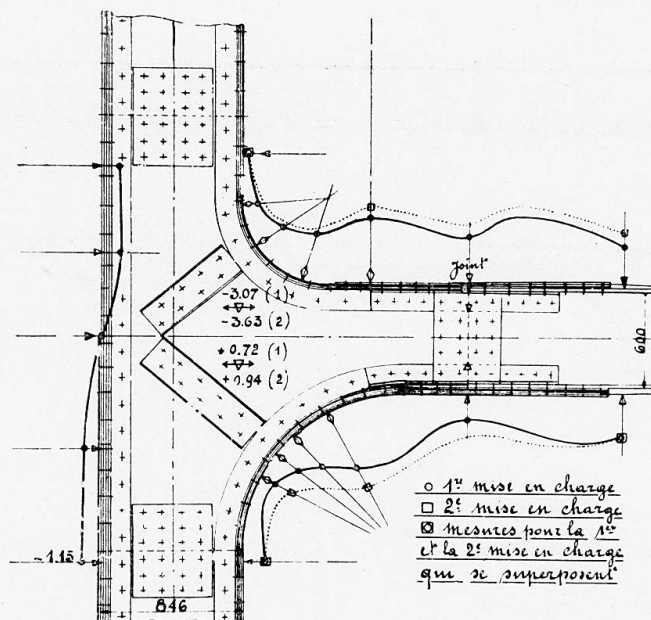 Joint
-3.07 (1)
-3.63 (2)
+0.72 (1)
+0.94 (2)
600
-1.15
846
○ 1re mise en charge
□ 2e mise en charge
mesures pour la 1re
et la 2e mise en charge
qui se superposent